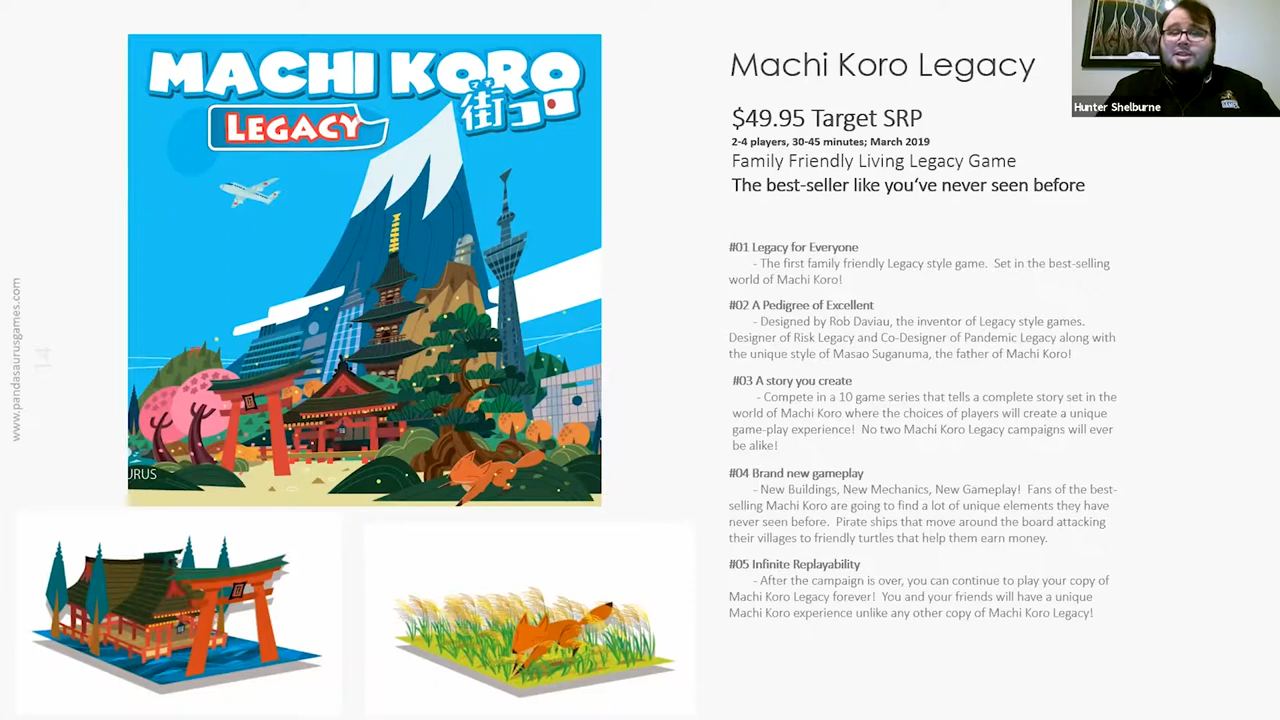 MACHI KORO
街コロ
LEGACY
URUS
www.pandasaurusgames.com
14
Machi Koro Legacy
$49.95 Target SRP
2-4 players, 30-45 minutes; March 2019
Family Friendly Living Legacy Game
The best-seller like you've never seen before
#01 Legacy for Everyone
- The first family friendly Legacy style game. Set in the best-selling
world of Machi Koro!
#02 A Pedigree of Excellent
- Designed by Rob Daviau, the inventor of Legacy style games.
Designer of Risk Legacy and Co-Designer of Pandemic Legacy along with
the unique style of Masao Suganuma, the father of Machi Koro!
#03 A story you create
- Compete in a 10 game series that tells a complete story set in the
world of Machi Koro where the choices of players will create a unique
game-play experience! No two Machi Koro Legacy campaigns will ever
be alike!
#04 Brand new gameplay
- New Buildings, New Mechanics, New Gameplay! Fans of the best-
selling Machi Koro are going to find a lot of unique elements they have
never seen before. Pirate ships that move around the board attacking
their villages to friendly turtles that help them earn money.
#05 Infinite Replayability
- After the campaign is over, you can continue to play your copy of
Machi Koro Legacy forever! You and your friends will have a unique
Machi Koro experience unlike any other copy of Machi Koro Legacy!
Hunter Shelburne